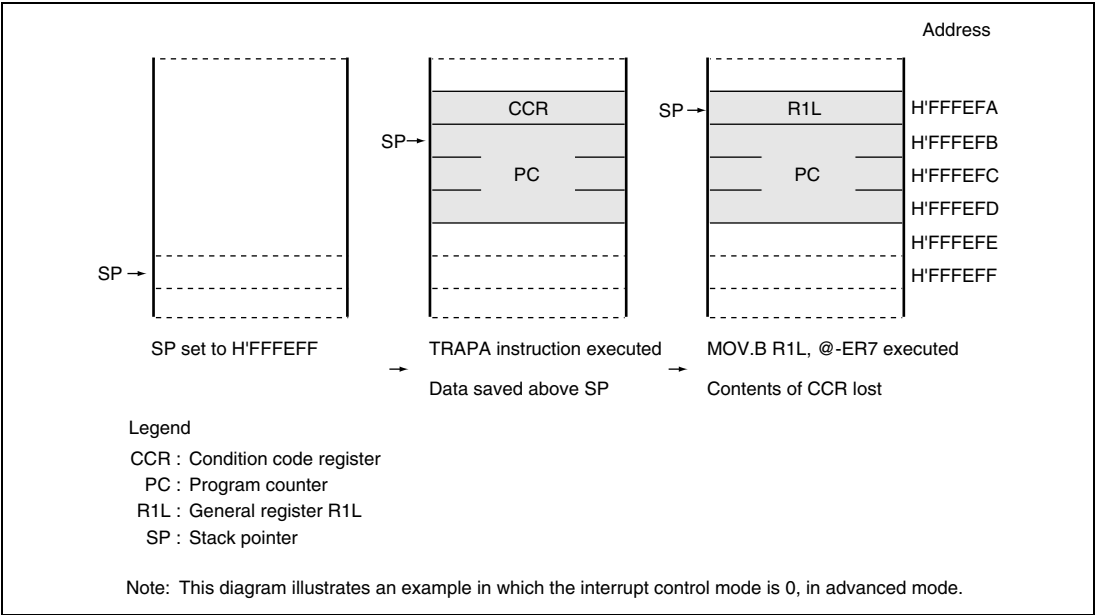 Address
CCR
SP
R1L
H'FFFEFA
SP
H'FFFEFB
PC
PC
H'FFFEFC
H'FFFEFD
H'FFFEFE
SP
H'FFFEFF
SP set to H'FFFEFF
TRAPA instruction executed
MOV.B R1L, @-ER7 executed
Data saved above SP
Contents of CCR lost
Legend
CCR : Condition code register
PC : Program counter
R1L : General register R1L
SP : Stack pointer
Note: This diagram illustrates an example in which the interrupt control mode is 0, in advanced mode.